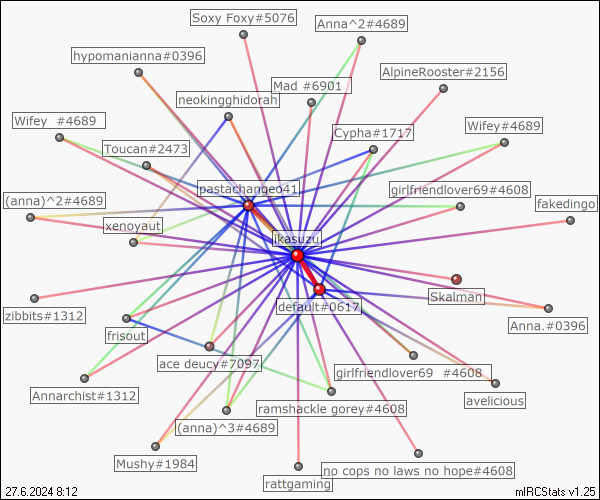 Soxy Foxy#5076
Anna^2#4689
hypomanianna#0396
AlpineRooster#2156
Mad #6901
neokingghidorah
Wifey  #4689
Cypha#1717
Wifey#4689
Toucan#2473
pastachangeo41
girlfriendlover69#4608
(anna)^2#4689
fakedingo
xenoyaut
ikasuzu
Skalman
default#0617
zibbits#1312
Anna.#0396
frisout
ace deucy#7097
girlfriendlover69  #4608
Annarchist#1312
avelicious
ramshackle gorey#4608
(anna)^3#4689
Mushy#1984
no cops no laws no hope#4608
rattgaming
27.6.2024 8:12
mIRCStats v1.25